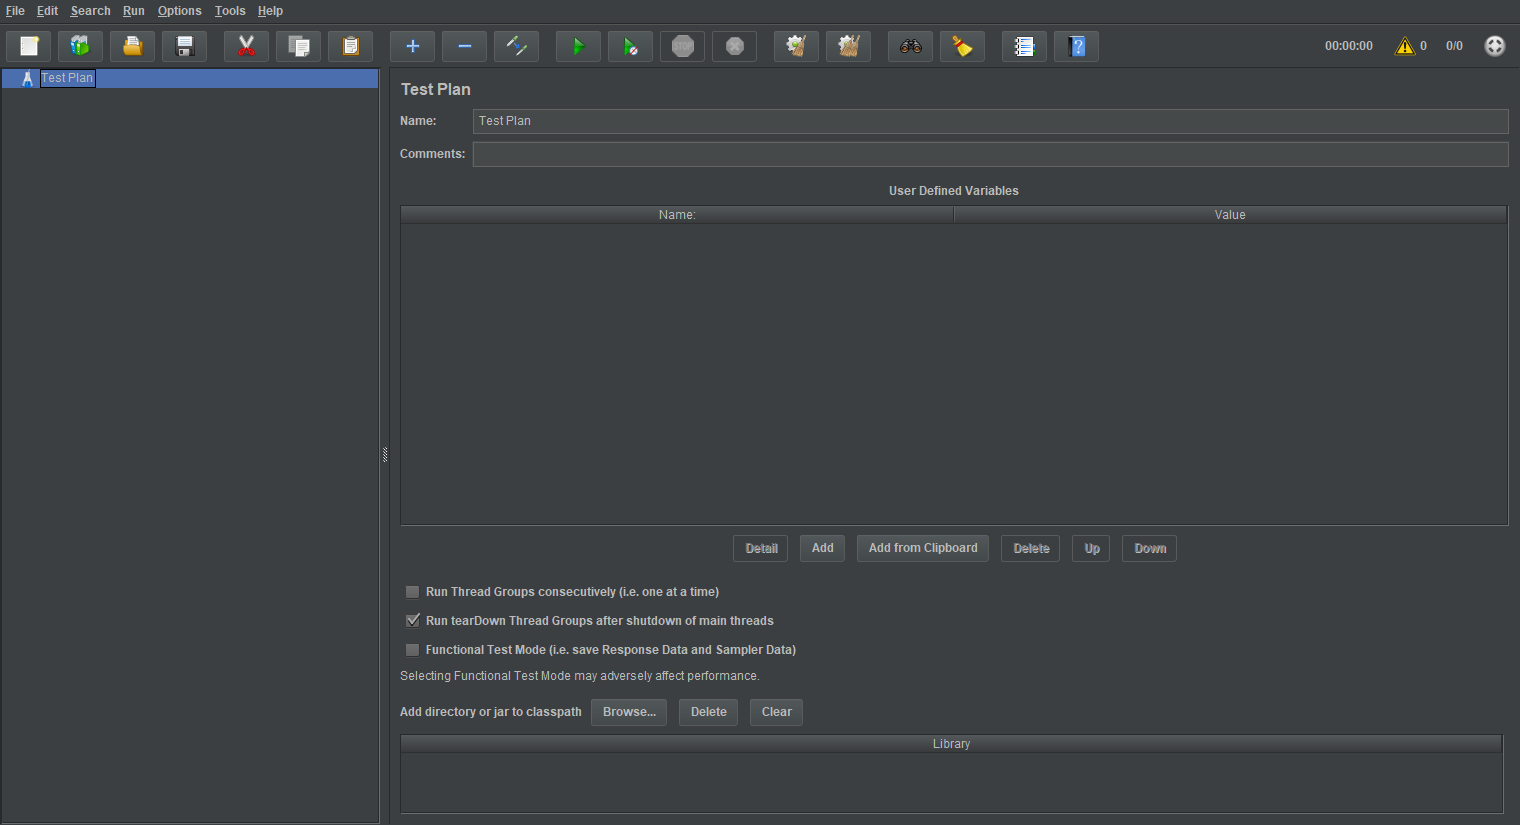 File Edit Search Run Options Tools Help
STOP 00:00:00 0 0/0
Test Plan
Test Plan
Name: Test Plan
Comments:
User Defined Variables
Name: Value
Detail Add Add from Clipboard Delete Up Down
Run Thread Groups consecutively (i.e. one at a time)
Run tearDown Thread Groups after shutdown of main threads
Functional Test Mode (i.e. save Response Data and Sampler Data)
Selecting Functional Test Mode may adversely affect performance.
Add directory or jar to classpath Browse... Delete Clear
Library